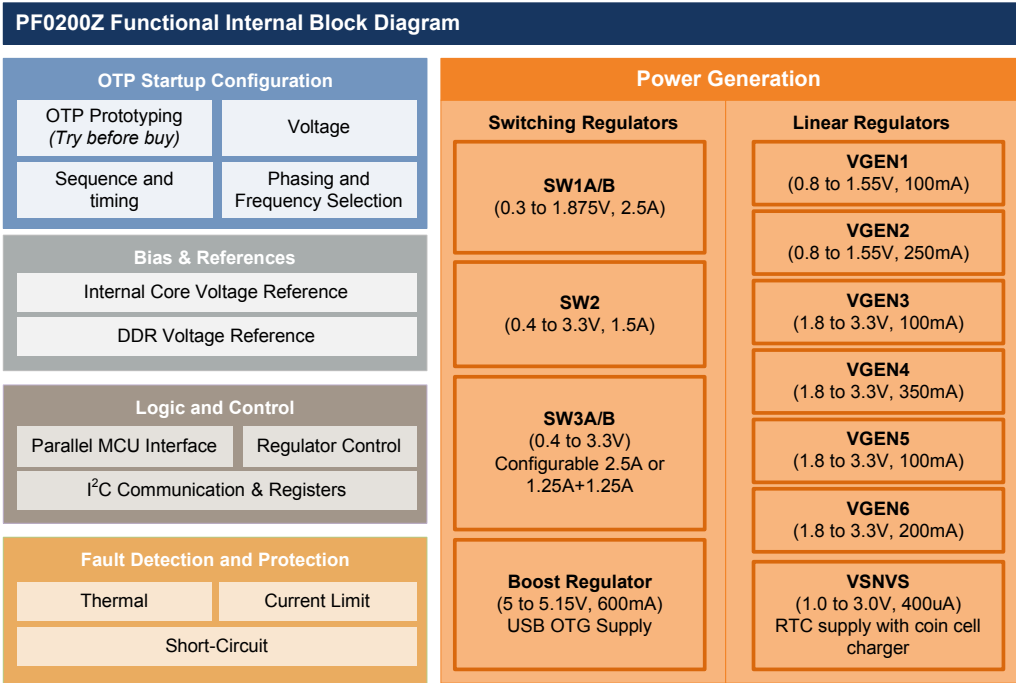 PF0200Z Functional Internal Block Diagram
OTP Startup Configuration
OTP Prototyping
(Try before buy)
Voltage
Sequence and
timing
Phasing and
Frequency Selection
Bias & References
Internal Core Voltage Reference
DDR Voltage Reference
Logic and Control
Parallel MCU Interface
Regulator Control
I²C Communication & Registers
Fault Detection and Protection
Thermal
Current Limit
Short-Circuit
Power Generation
Switching Regulators
SW1A/B
(0.3 to 1.875V, 2.5A)
SW2
(0.4 to 3.3V, 1.5A)
SW3A/B
(0.4 to 3.3V)
Configurable 2.5A or
1.25A+1.25A
Boost Regulator
(5 to 5.15V, 600mA)
USB OTG Supply
Linear Regulators
VGEN1
(0.8 to 1.55V, 100mA)
VGEN2
(0.8 to 1.55V, 250mA)
VGEN3
(1.8 to 3.3V, 100mA)
VGEN4
(1.8 to 3.3V, 350mA)
VGEN5
(1.8 to 3.3V, 100mA)
VGEN6
(1.8 to 3.3V, 200mA)
VSNVS
(1.0 to 3.0V, 400uA)
RTC supply with coin cell
charger